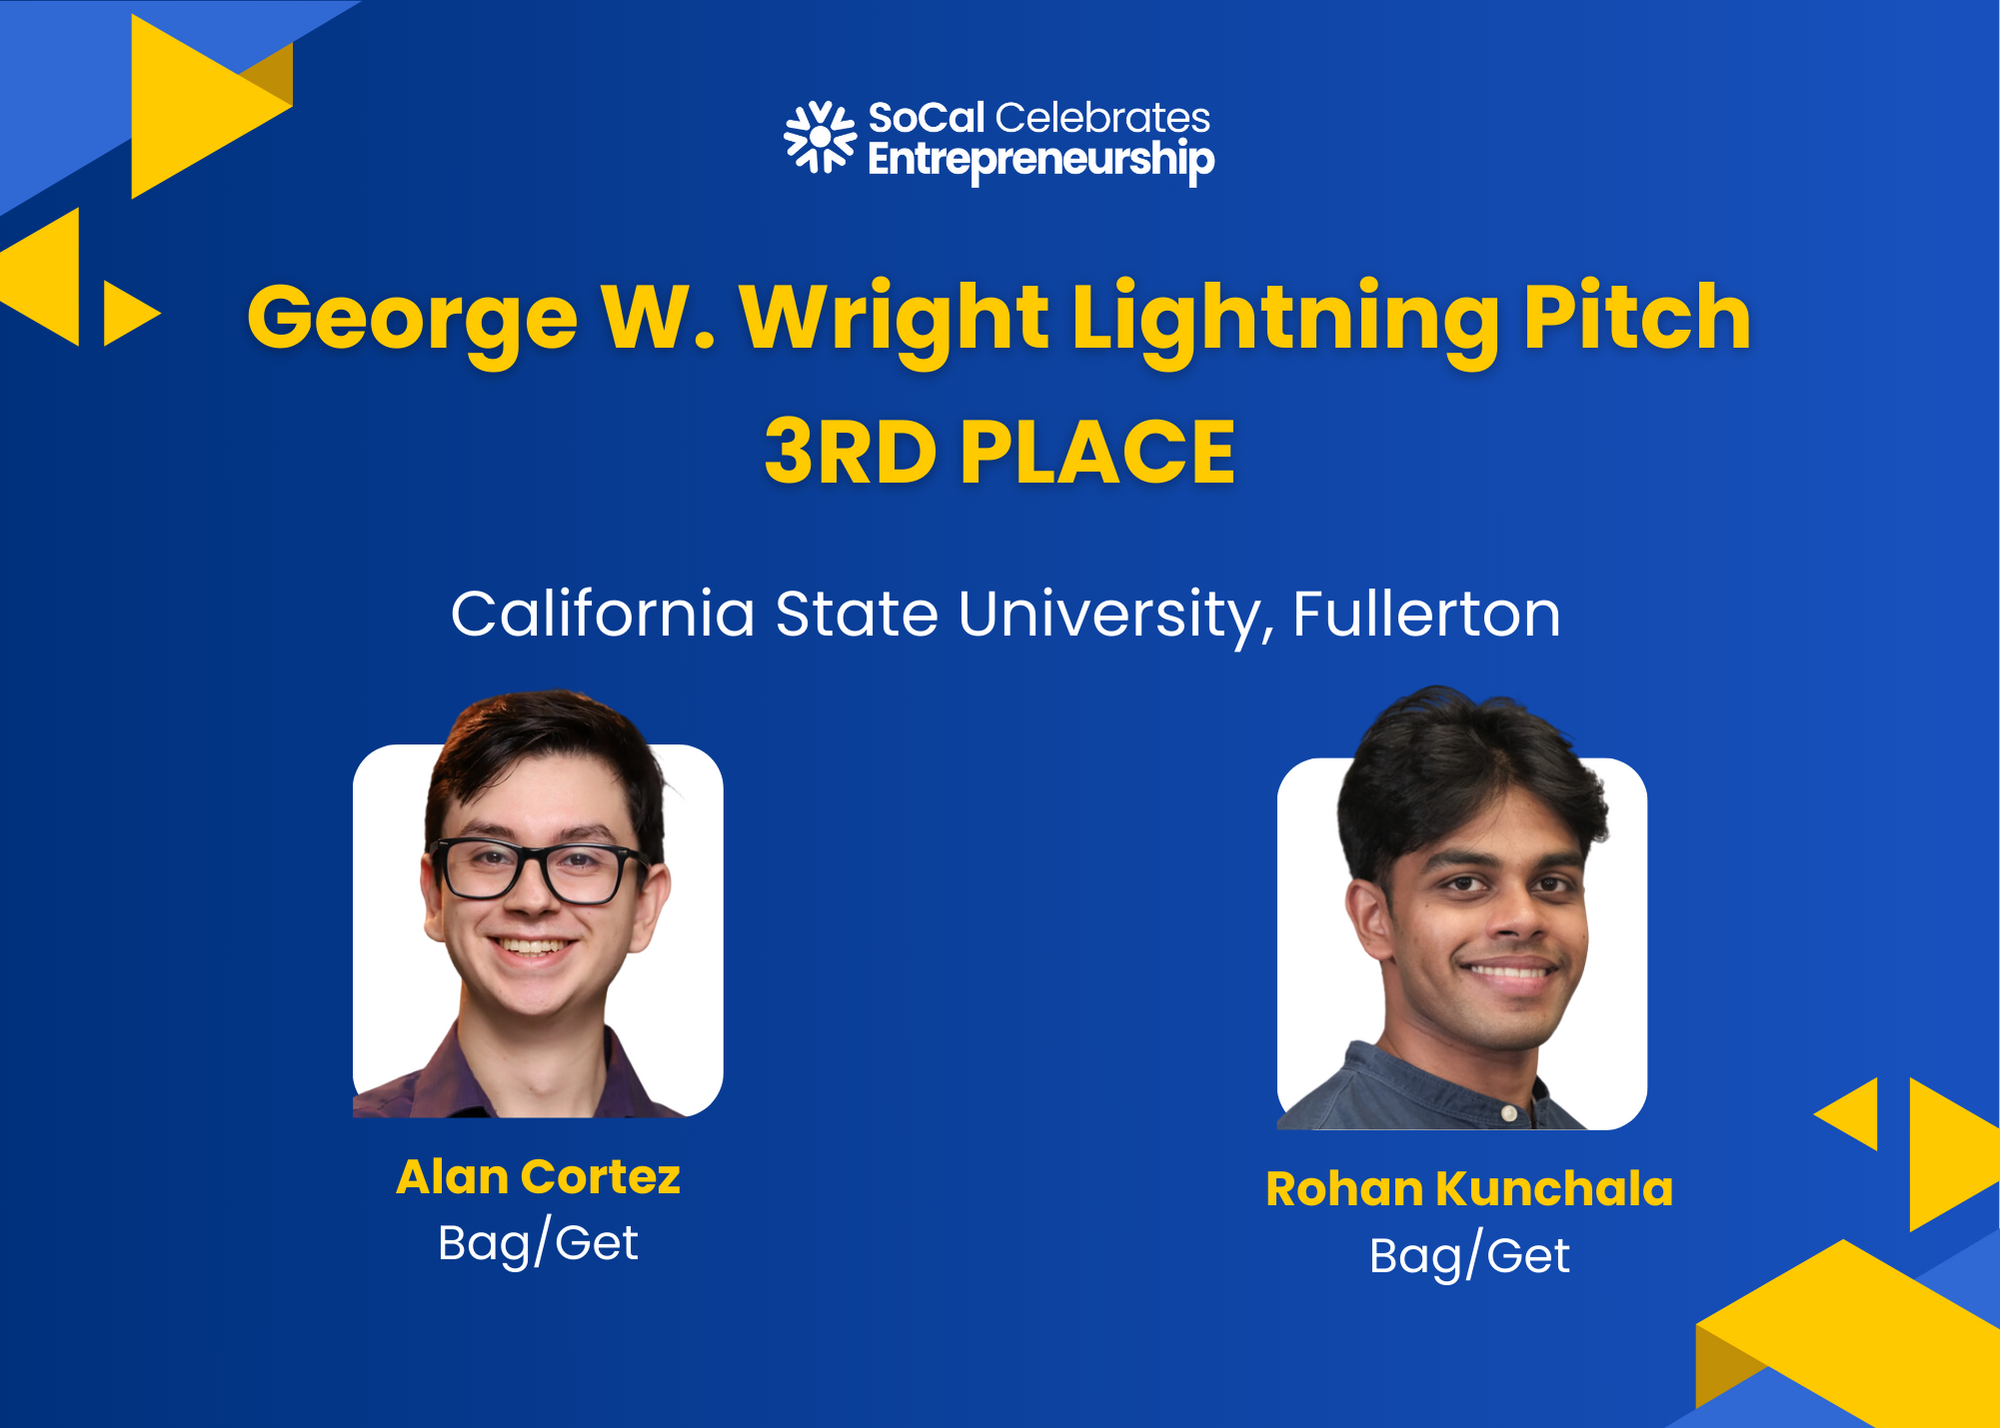 SoCal Celebrates
Entrepreneurship
George W. Wright Lightning Pitch
3RD PLACE
California State University, Fullerton
Alan Cortez
Bag/Get
Rohan Kunchala
Bag/Get